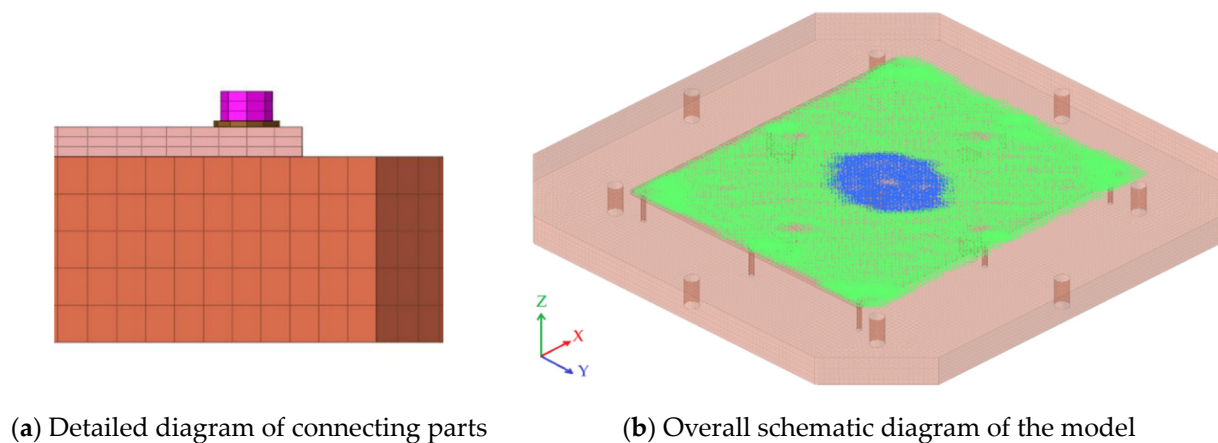 Z
X
Y
(a) Detailed diagram of connecting parts
(b) Overall schematic diagram of the model